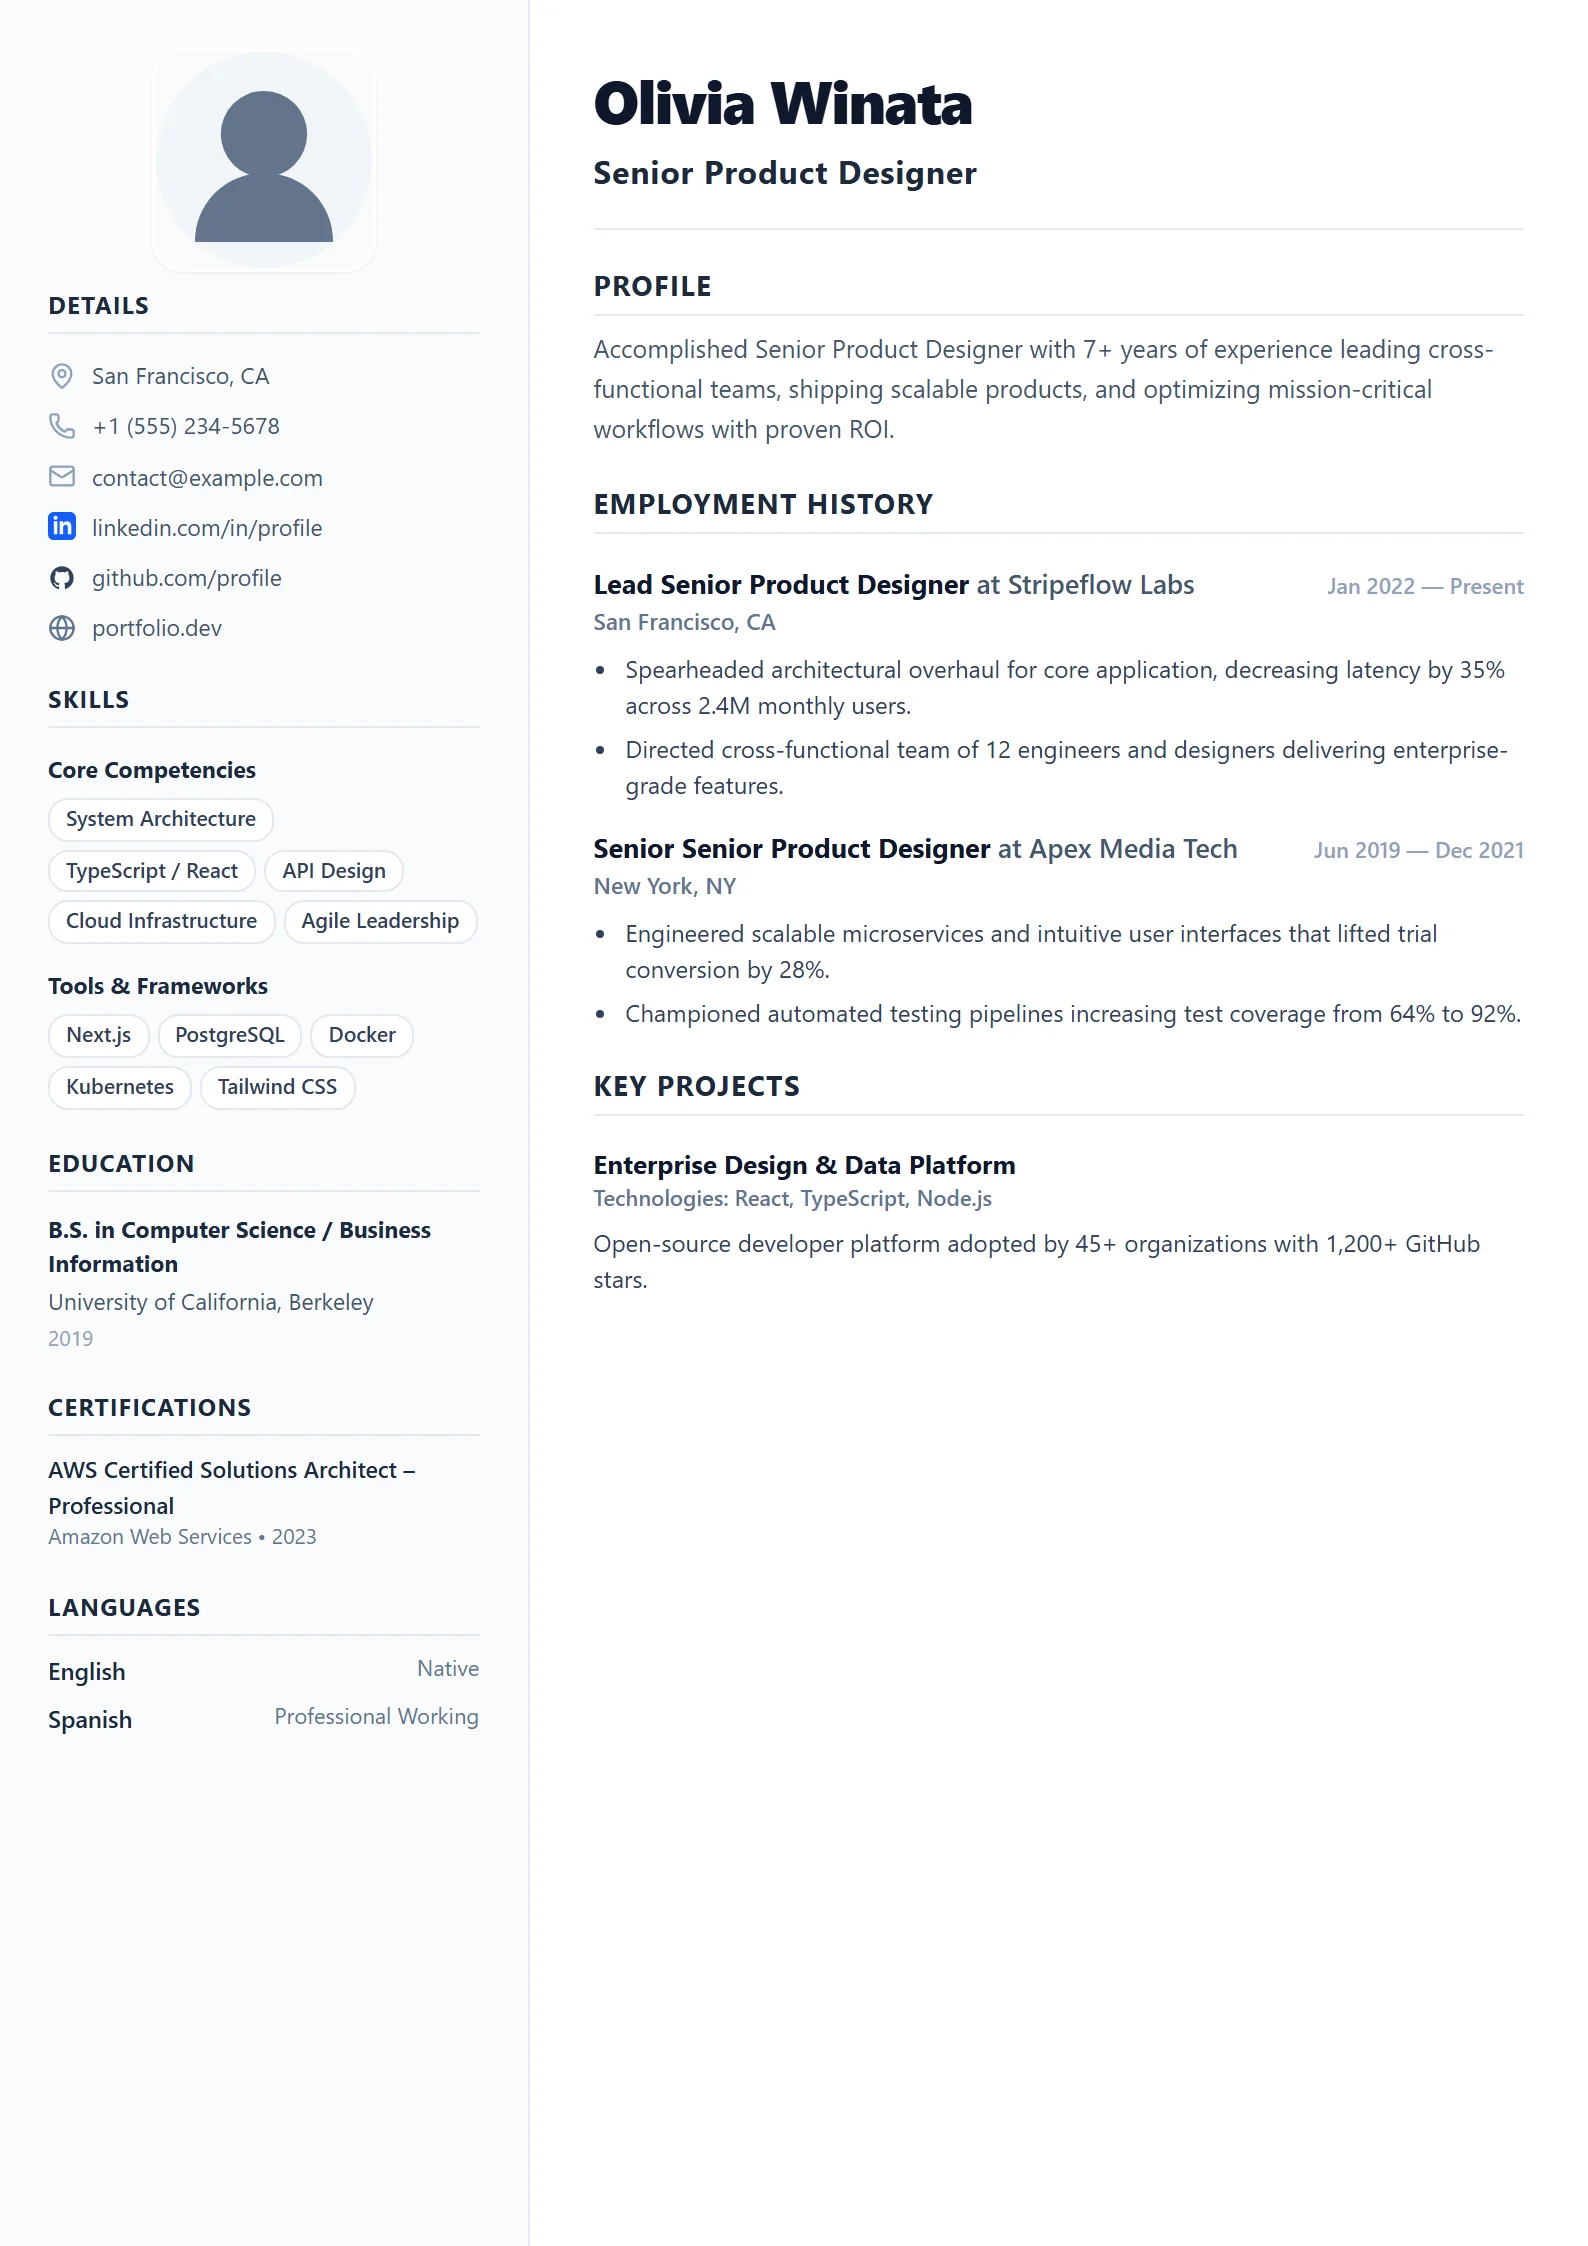 DETAILS
San Francisco, CA
+1 (555) 234-5678
contact@example.com
in linkedin.com/in/profile
github.com/profile
portfolio.dev
SKILLS
Core Competencies
System Architecture
TypeScript / React API Design
Cloud Infrastructure Agile Leadership
Tools & Frameworks
Next.js PostgreSQL Docker
Kubernetes Tailwind CSS
EDUCATION
B.S. in Computer Science / Business
Information
University of California, Berkeley
2019
CERTIFICATIONS
AWS Certified Solutions Architect –
Professional
Amazon Web Services • 2023
LANGUAGES
English Native
Spanish Professional Working
Olivia Winata
Senior Product Designer
PROFILE
Accomplished Senior Product Designer with 7+ years of experience leading cross-
functional teams, shipping scalable products, and optimizing mission-critical
workflows with proven ROI.
EMPLOYMENT HISTORY
Lead Senior Product Designer at Stripeflow Labs Jan 2022 — Present
San Francisco, CA
• Spearheaded architectural overhaul for core application, decreasing latency by 35%
across 2.4M monthly users.
• Directed cross-functional team of 12 engineers and designers delivering enterprise-
grade features.
Senior Senior Product Designer at Apex Media Tech Jun 2019 — Dec 2021
New York, NY
• Engineered scalable microservices and intuitive user interfaces that lifted trial
conversion by 28%.
• Championed automated testing pipelines increasing test coverage from 64% to 92%.
KEY PROJECTS
Enterprise Design & Data Platform
Technologies: React, TypeScript, Node.js
Open-source developer platform adopted by 45+ organizations with 1,200+ GitHub
stars.